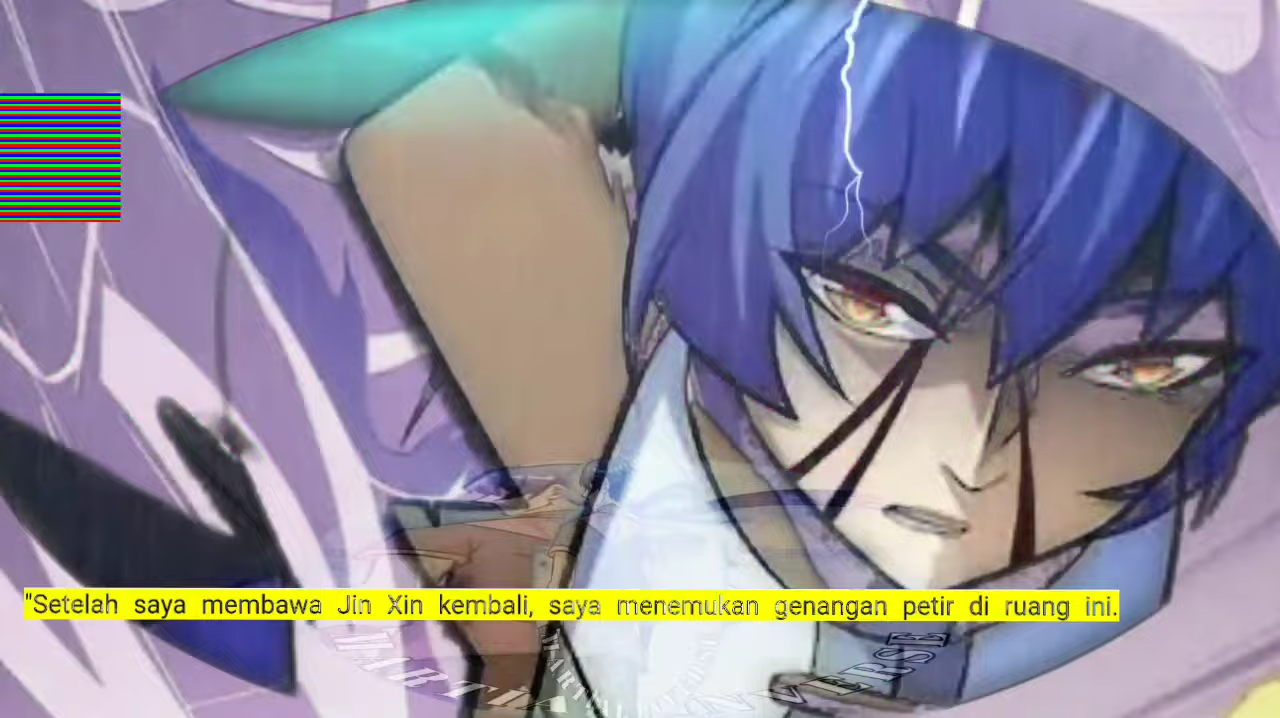 "Setelah saya membawa Jin Xin kembali, saya menemukan genangan petir di ruang ini.